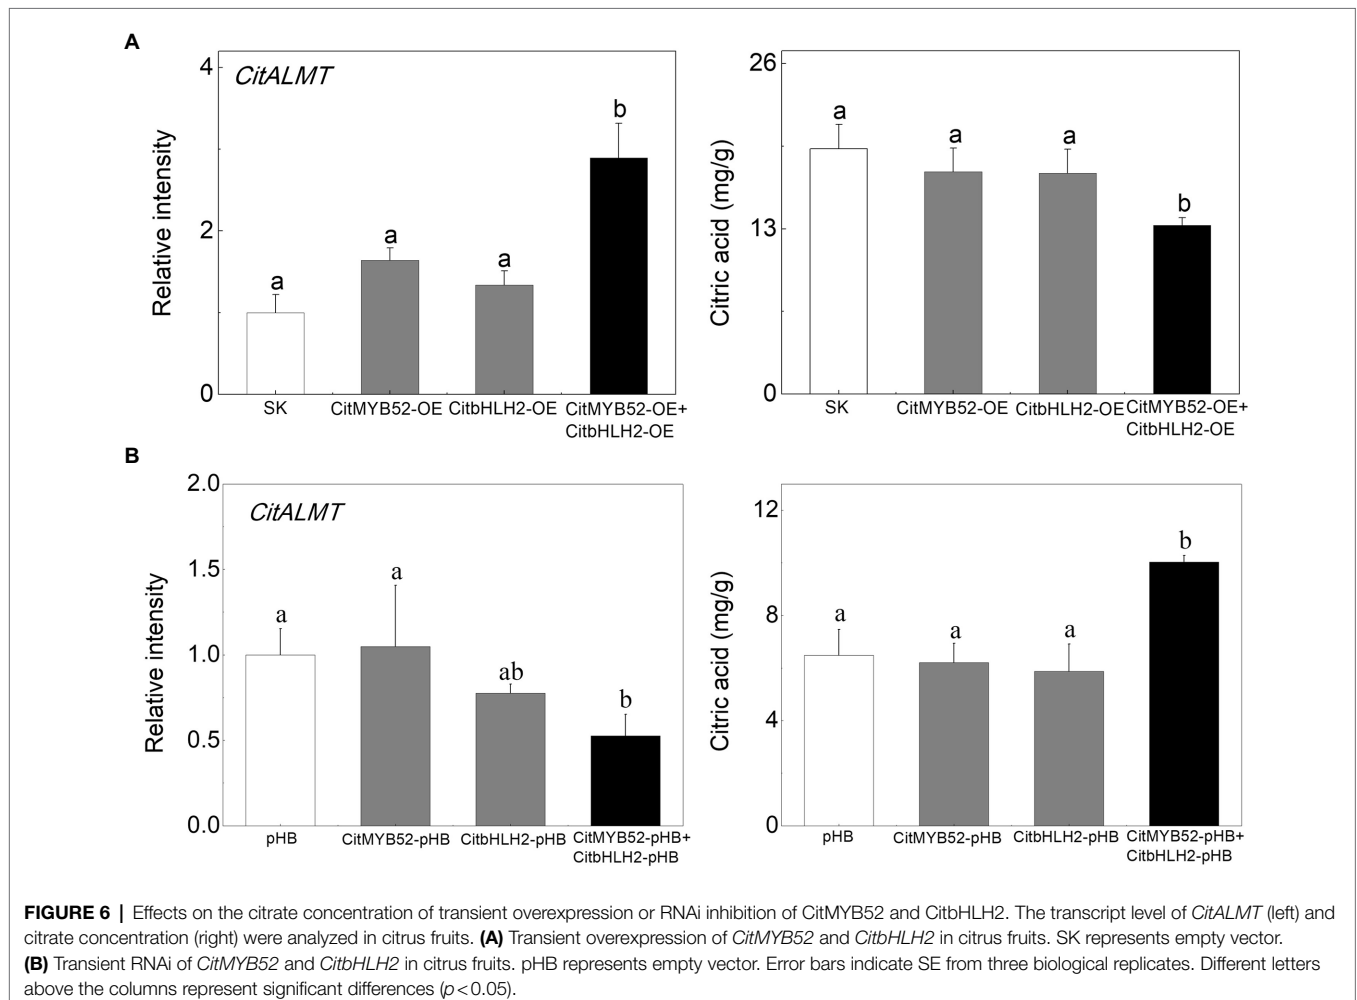 A
CitALMT
Relative intensity
4
2
0
a
a
a
b
SK
CitMYB52-OE
CitbHLH2-OE
CitMYB52-OE+
CitbHLH2-OE
Citric acid (mg/g)
26
13
0
a
a
a
b
SK
CitMYB52-OE
CitbHLH2-OE
CitMYB52-OE+
CitbHLH2-OE
B
CitALMT
Relative intensity
2.0
1.5
1.0
0.5
0.0
a
a
ab
b
pHB
CitMYB52-pHB
CitbHLH2-pHB
CitMYB52-pHB+
CitbHLH2-pHB
Citric acid (mg/g)
12
8
4
0
a
a
a
b
pHB
CitMYB52-pHB
CitbHLH2-pHB
CitMYB52-pHB+
CitbHLH2-pHB
FIGURE 6 | Effects on the citrate concentration of transient overexpression or RNAi inhibition of CitMYB52 and CitbHLH2. The transcript level of CitALMT (left) and
citrate concentration (right) were analyzed in citrus fruits. (A) Transient overexpression of CitMYB52 and CitbHLH2 in citrus fruits. SK represents empty vector.
(B) Transient RNAi of CitMYB52 and CitbHLH2 in citrus fruits. pHB represents empty vector. Error bars indicate SE from three biological replicates. Different letters
above the columns represent significant differences (p<0.05).